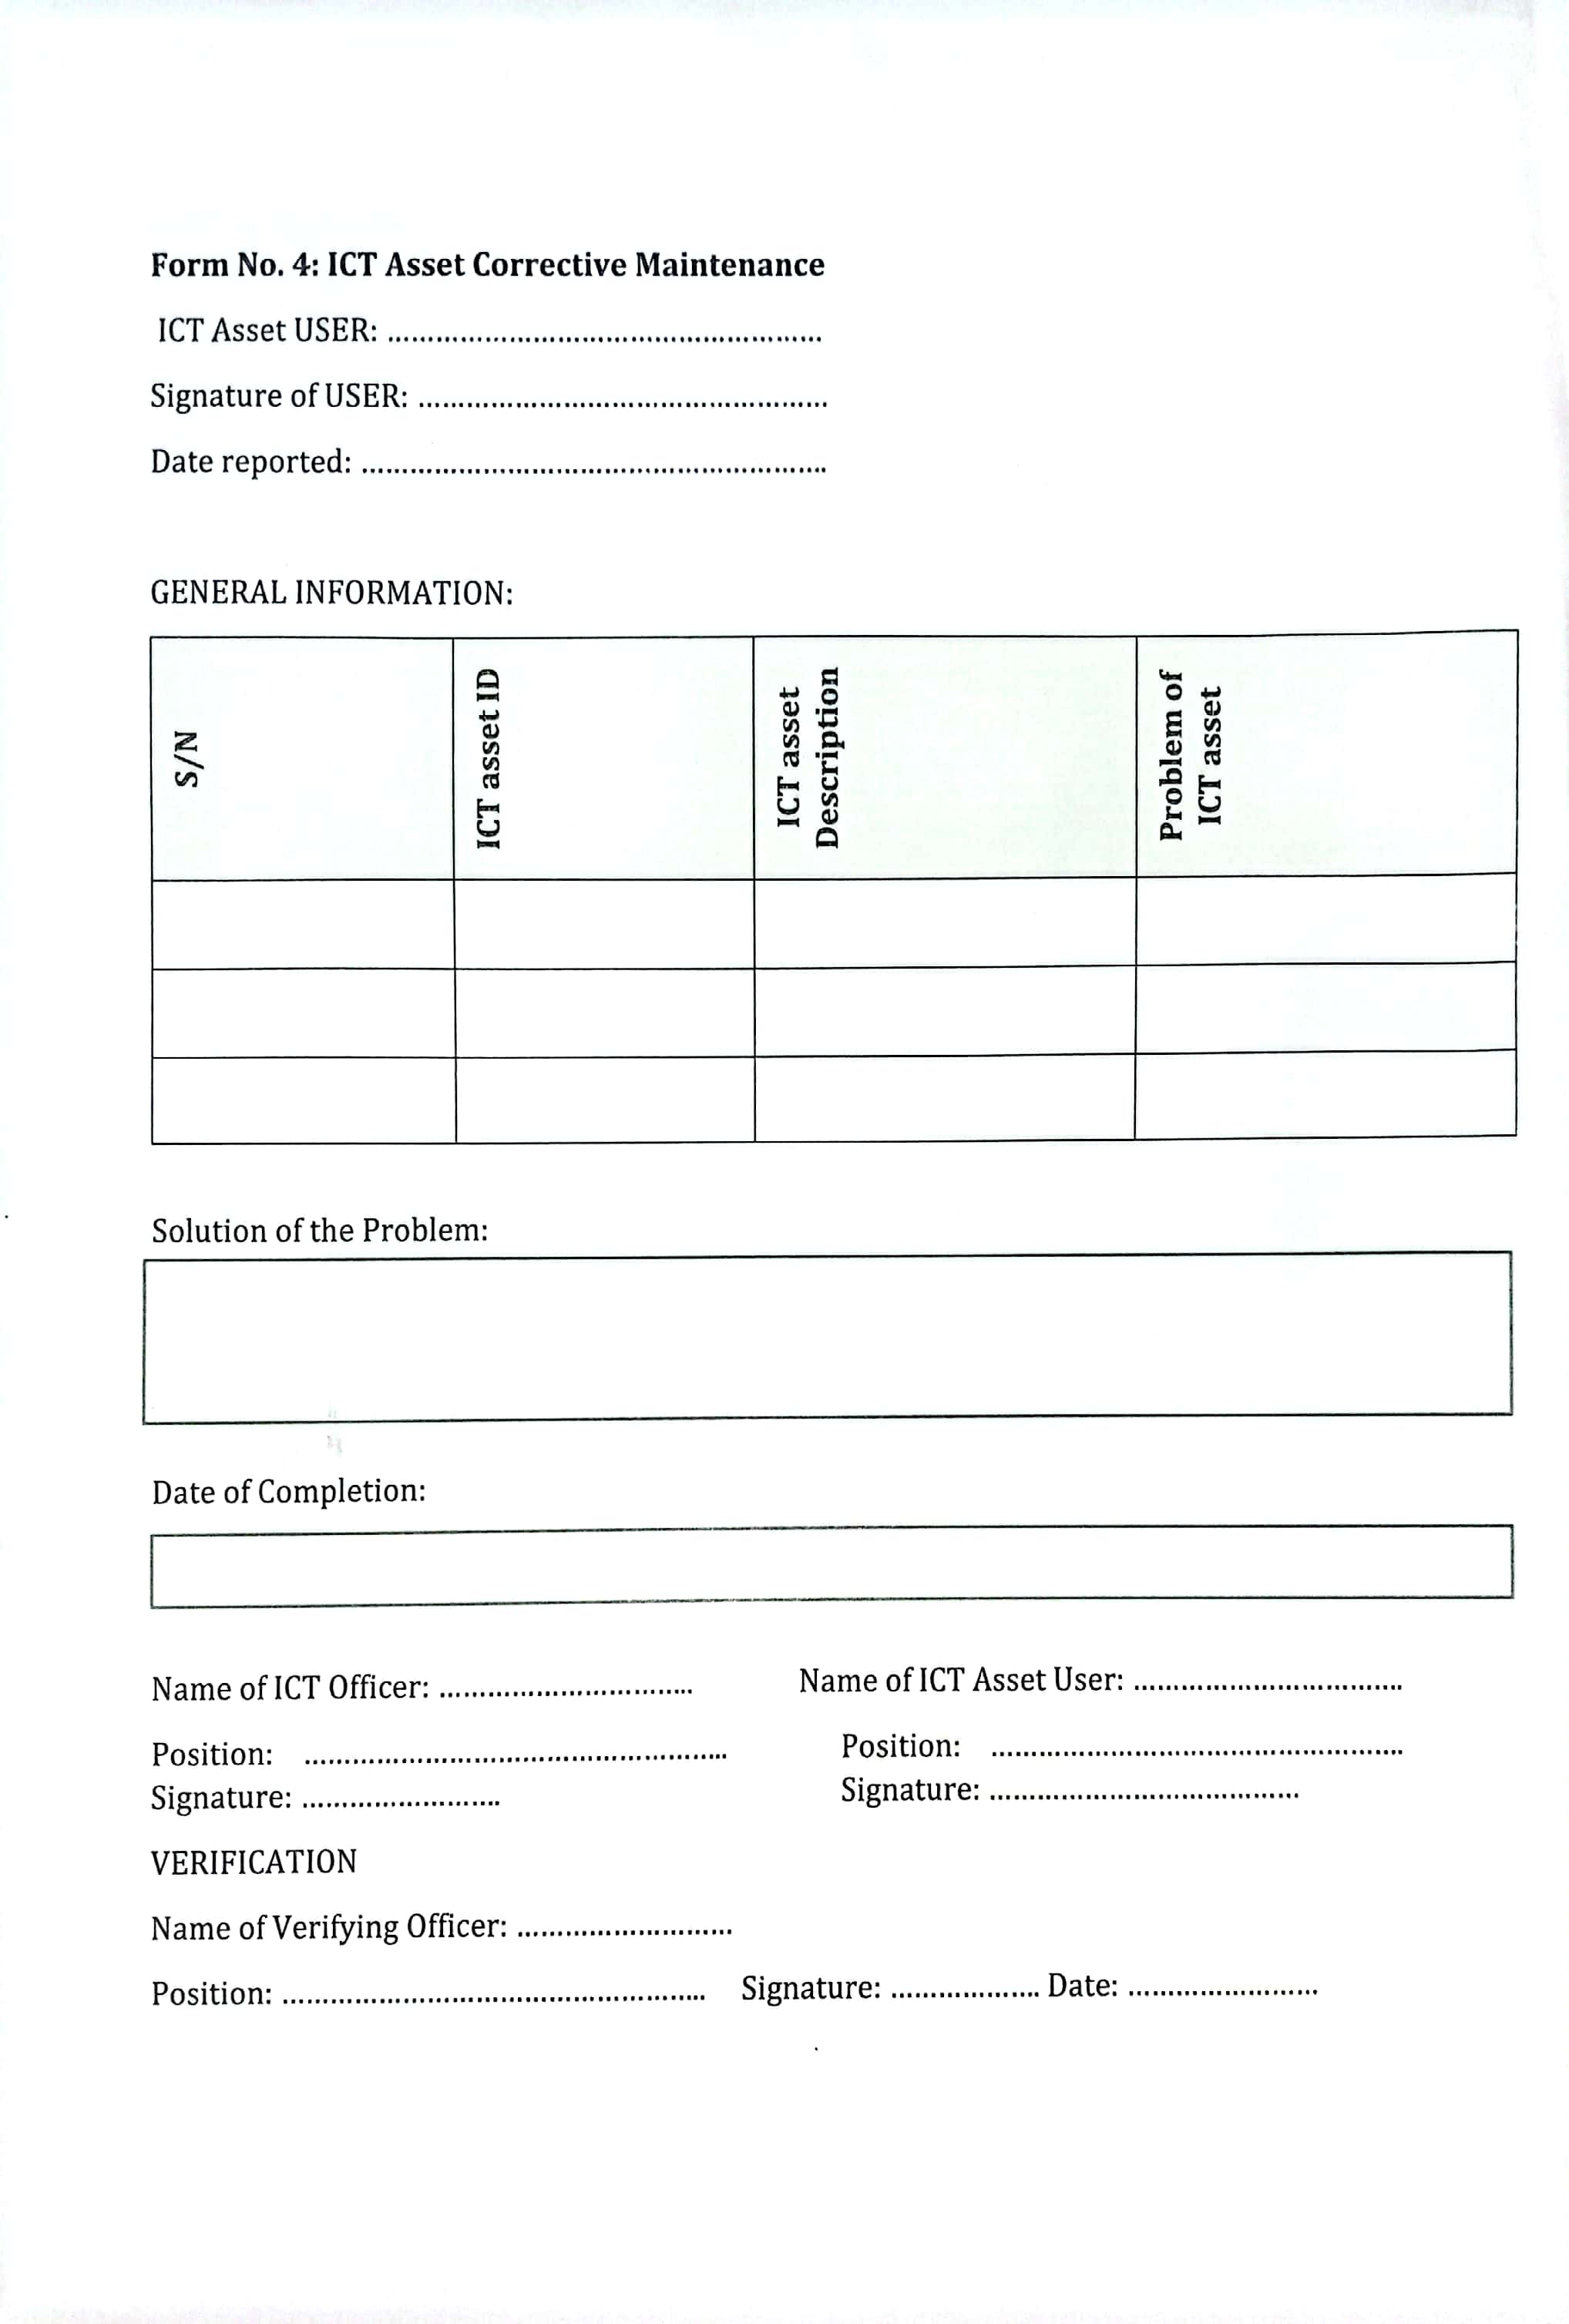 Form No. 4: ICT Asset Corrective Maintenance
ICT Asset USER: ......................................................
Signature of USER: ...................................................
Date reported: ..........................................................
GENERAL INFORMATION:
S/N
ICT asset ID
ICT asset
Description
Problem of
ICT asset
Solution of the Problem:
Date of Completion:
Name of ICT Officer: ............................... Name of ICT Asset User: .................................
Position: .................................................... Position: ...................................................
Signature: ......................... Signature: ......................................
VERIFICATION
Name of Verifying Officer: ...........................
Position: .................................................... Signature: ................... Date: ........................